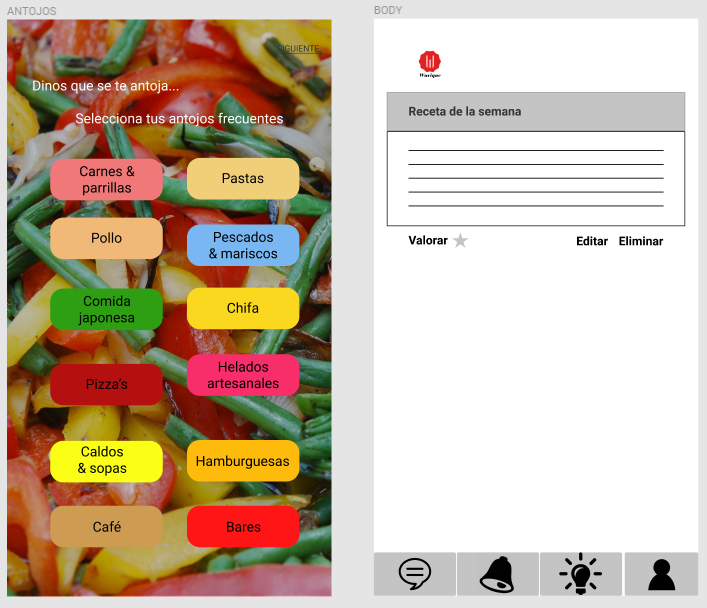 ANTOJOS
SIGUIENTE
Dinos que se te antoja...
Selecciona tus antojos frecuentes
Carnes &
parrillas
Pastas
Pollo
Pescados
& mariscos
Comida
japonesa
Chifa
Pizza's
Helados
artesanales
Caldos
& sopas
Hamburguesas
Café
Bares
BODY
Receta de la semana
Valorar
Editar Eliminar